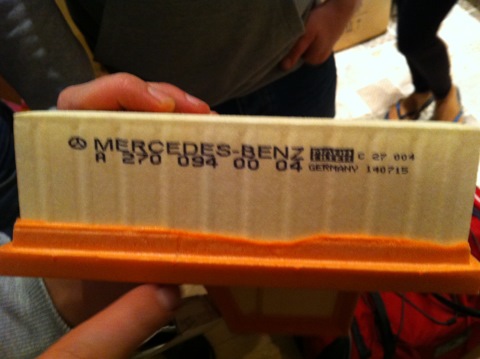 MERCEDES-BENZ C 27 004
A 270 094 00 04 GERMANY 140715